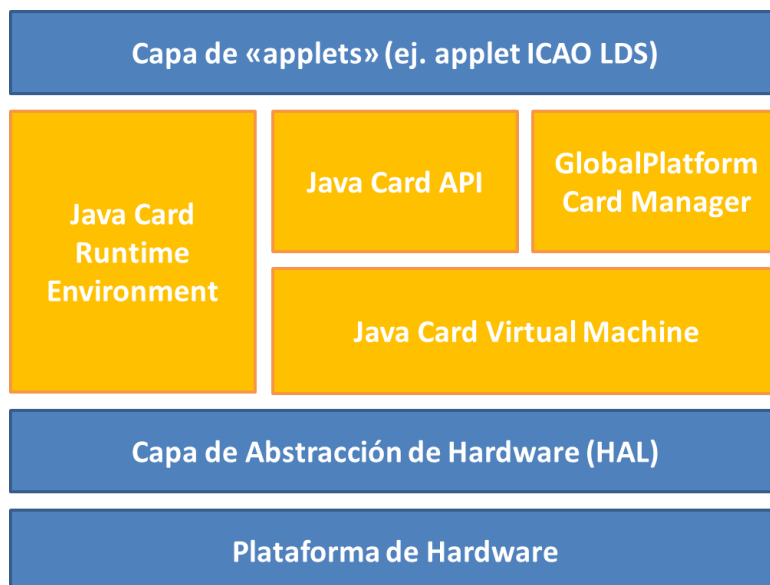 Capa de «applets» (ej. applet ICAO LDS)
Java Card
Runtime
Environment
Java Card API
GlobalPlatform
Card Manager
Java Card Virtual Machine
Capa de Abstracción de Hardware (HAL)
Plataforma de Hardware